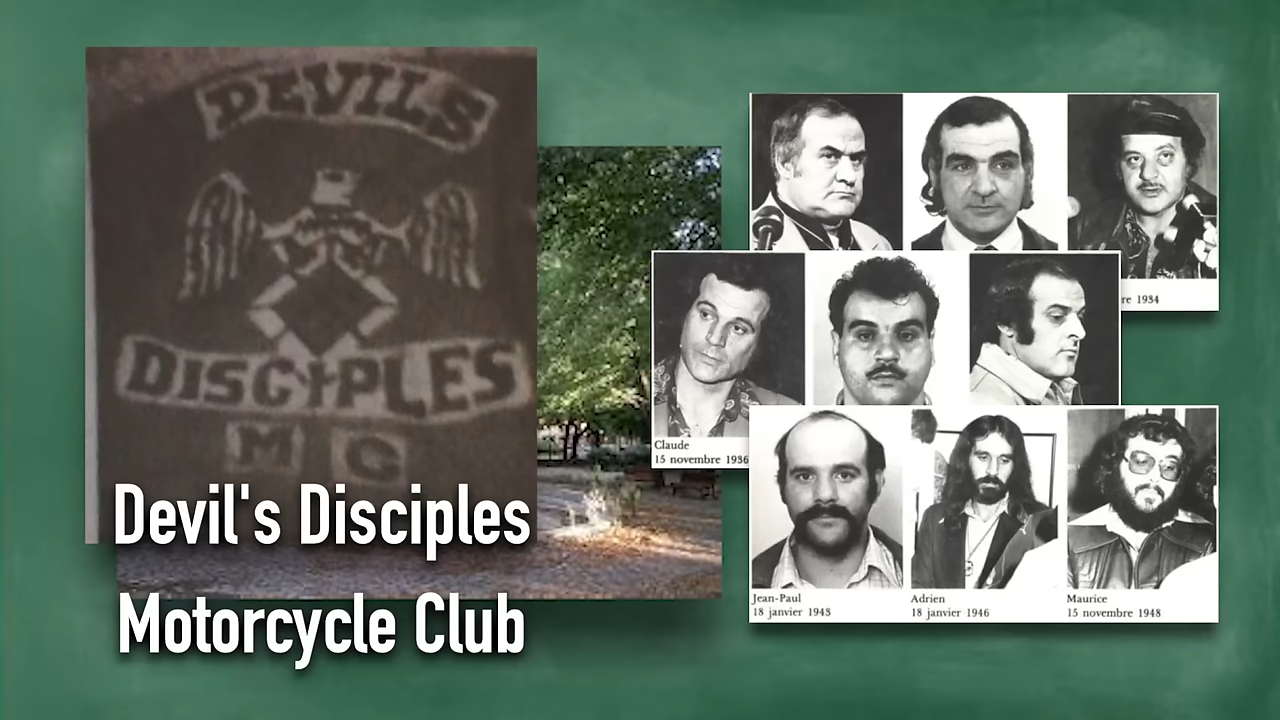 DEVILS
DISCIPLES
M C
Devil's Disciples
Motorcycle Club
re 1934
Claude
15 novembre 1936
Jean-Paul
18 janvier 1943
Adrien
18 janvier 1946
Maurice
15 novembre 1948